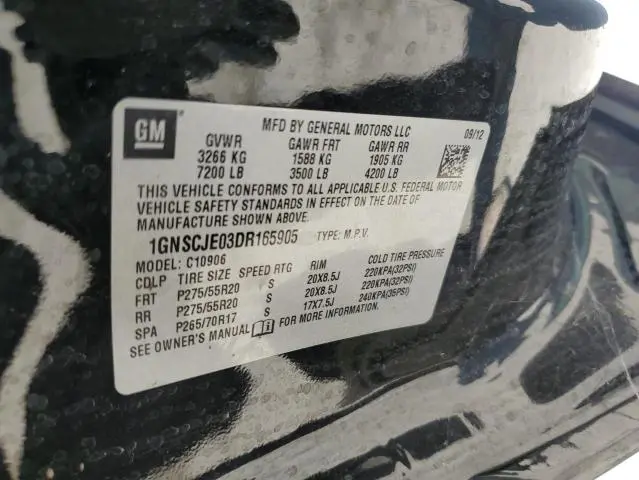 GM
MFD BY GENERAL MOTORS LLC 09/12
GVWR GAWR FRT GAWR RR
3266 KG 1588 KG 1905 KG
7200 LB 3500 LB 4200 LB
THIS VEHICLE CONFORMS TO ALL APPLICABLE U.S. FEDERAL MOTOR
VEHICLE SAFETY STANDARDS IN EFFECT ON THE DATE OF
MANUFACTURE SHOWN ABOVE.
1GNSCJE03DR165905 TYPE: M.P.V.
MODEL: C10906
CDLP TIRE SIZE SPEED RTG RIM COLD TIRE PRESSURE
FRT P275/55R20 S 20X8.5J 220KPA(32PSI)
RR P275/55R20 S 20X8.5J 220KPA(32PSI)
SPA P265/70R17 S 17X7.5J 240KPA(35PSI)
SEE OWNER'S MANUAL FOR MORE INFORMATION.